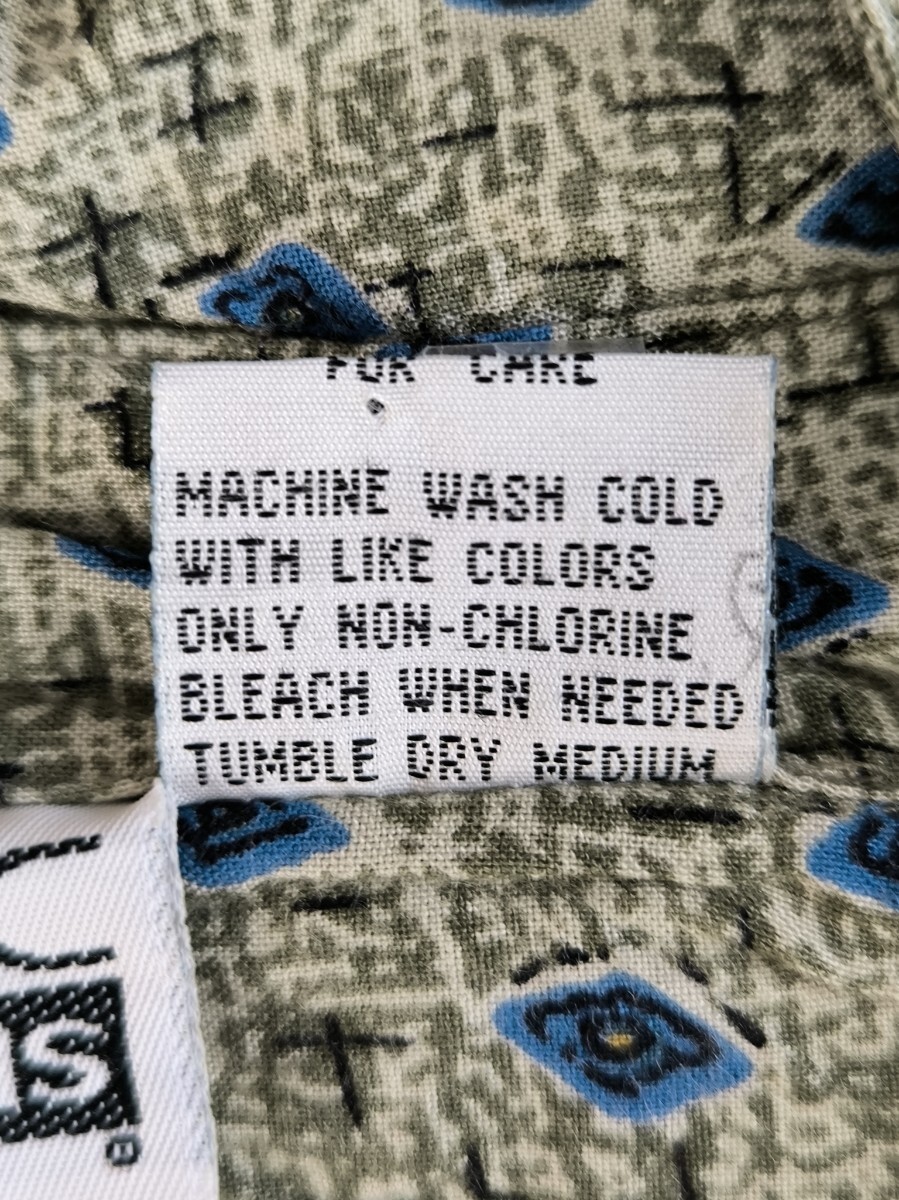 FOR CARE
MACHINE WASH COLD
WITH LIKE COLORS
ONLY NON-CHLORINE
BLEACH WHEN NEEDED
TUMBLE DRY MEDIUM
S®